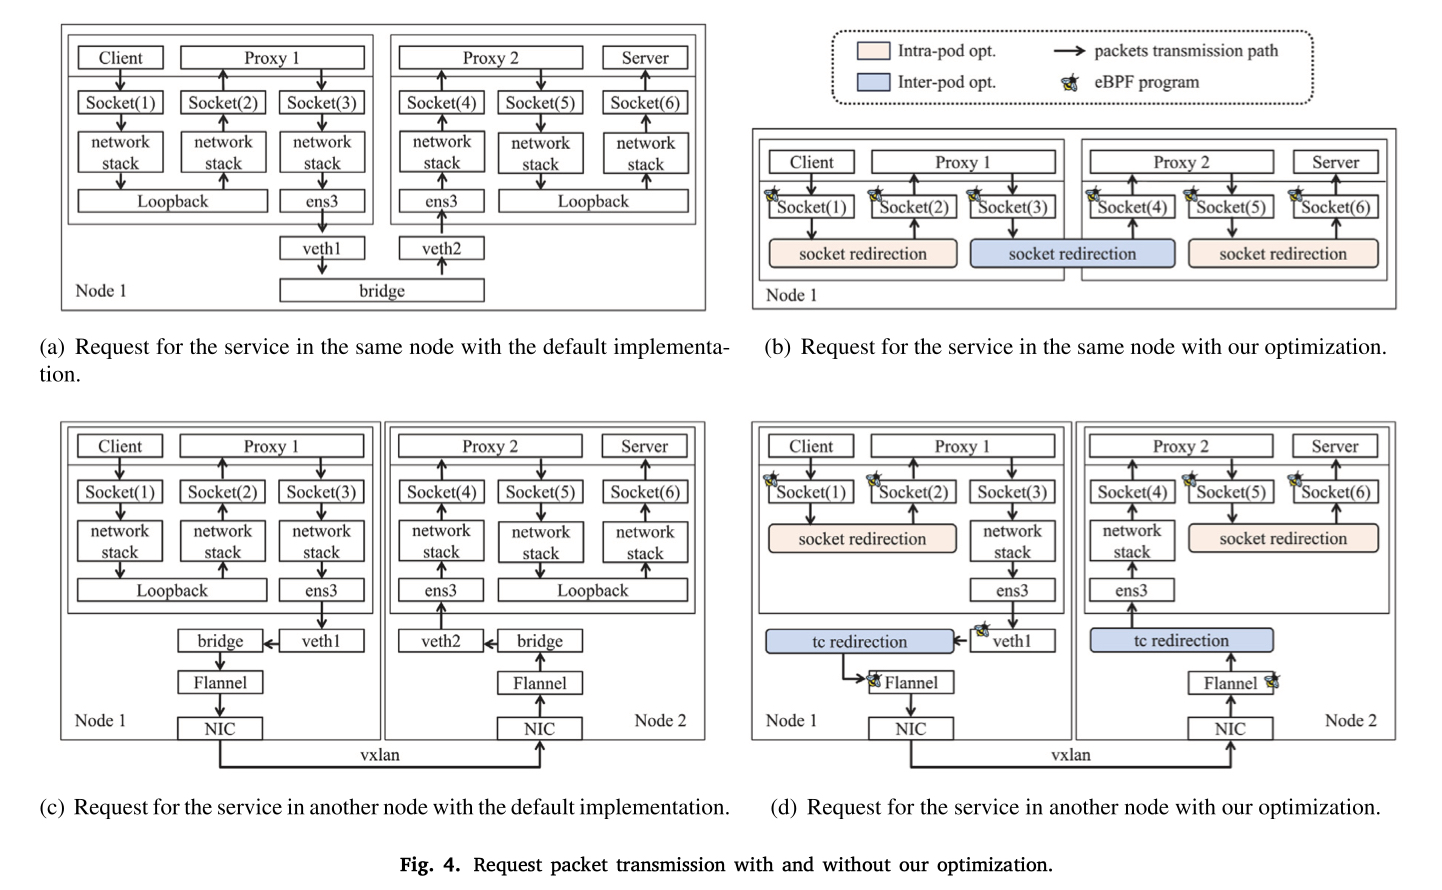 Client
Proxy 1
Proxy 2
Server
Socket(1)
Socket(2)
Socket(3)
Socket(4)
Socket(5)
Socket(6)
network
stack
network
stack
network
stack
network
stack
network
stack
network
stack
Loopback
ens3
ens3
Loopback
veth1
veth2
Node 1
bridge
(a) Request for the service in the same node with the default implementa-
tion.
Intra-pod opt.
packets transmission path
Inter-pod opt.
eBPF program
Client
Proxy 1
Proxy 2
Server
Socket(1)
Socket(2)
Socket(3)
Socket(4)
Socket(5)
Socket(6)
socket redirection
socket redirection
socket redirection
Node 1
(b) Request for the service in the same node with our optimization.
Client
Proxy 1
Proxy 2
Server
Socket(1)
Socket(2)
Socket(3)
Socket(4)
Socket(5)
Socket(6)
network
stack
network
stack
network
stack
network
stack
network
stack
network
stack
Loopback
ens3
ens3
Loopback
bridge
veth1
veth2
bridge
Flannel
Flannel
Node 1
NIC
NIC
Node 2
vxlan
(c) Request for the service in another node with the default implementation.
Client
Proxy 1
Proxy 2
Server
Socket(1)
Socket(2)
Socket(3)
Socket(4)
Socket(5)
Socket(6)
socket redirection
network
stack
network
stack
socket redirection
ens3
ens3
tc redirection
veth1
tc redirection
Flannel
Flannel
Node 1
NIC
NIC
Node 2
vxlan
(d) Request for the service in another node with our optimization.
Fig. 4. Request packet transmission with and without our optimization.